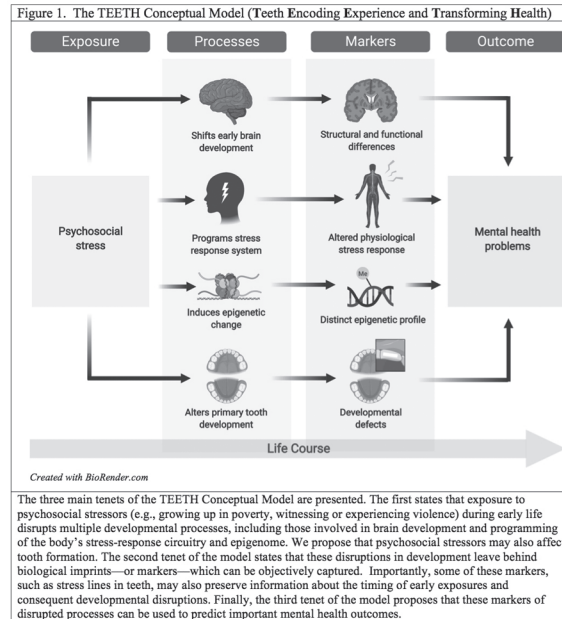 Figure 1. The TEETH Conceptual Model (Teeth Encoding Experience and Transforming Health)
Exposure Processes Markers Outcome
Shifts early brain
development
Structural and functional
differences
Psychosocial
stress
Programs stress
response system
Altered physiological
stress response
Mental health
problems
Me
Induces epigenetic
change
Distinct epigenetic profile
Alters primary tooth
development
Developmental
defects
Life Course
Created with BioRender.com
The three main tenets of the TEETH Conceptual Model are presented. The first states that exposure to
psychosocial stressors (e.g., growing up in poverty, witnessing or experiencing violence) during early life
disrupts multiple developmental processes, including those involved in brain development and programming
of the body's stress-response circuitry and epigenome. We propose that psychosocial stressors may also affec
tooth formation. The second tenet of the model states that these disruptions in development leave behind
biological imprints—or markers—which can be objectively captured. Importantly, some of these markers,
such as stress lines in teeth, may also preserve information about the timing of early exposures and
consequent developmental disruptions. Finally, the third tenet of the model proposes that these markers of
disrupted processes can be used to predict important mental health outcomes.